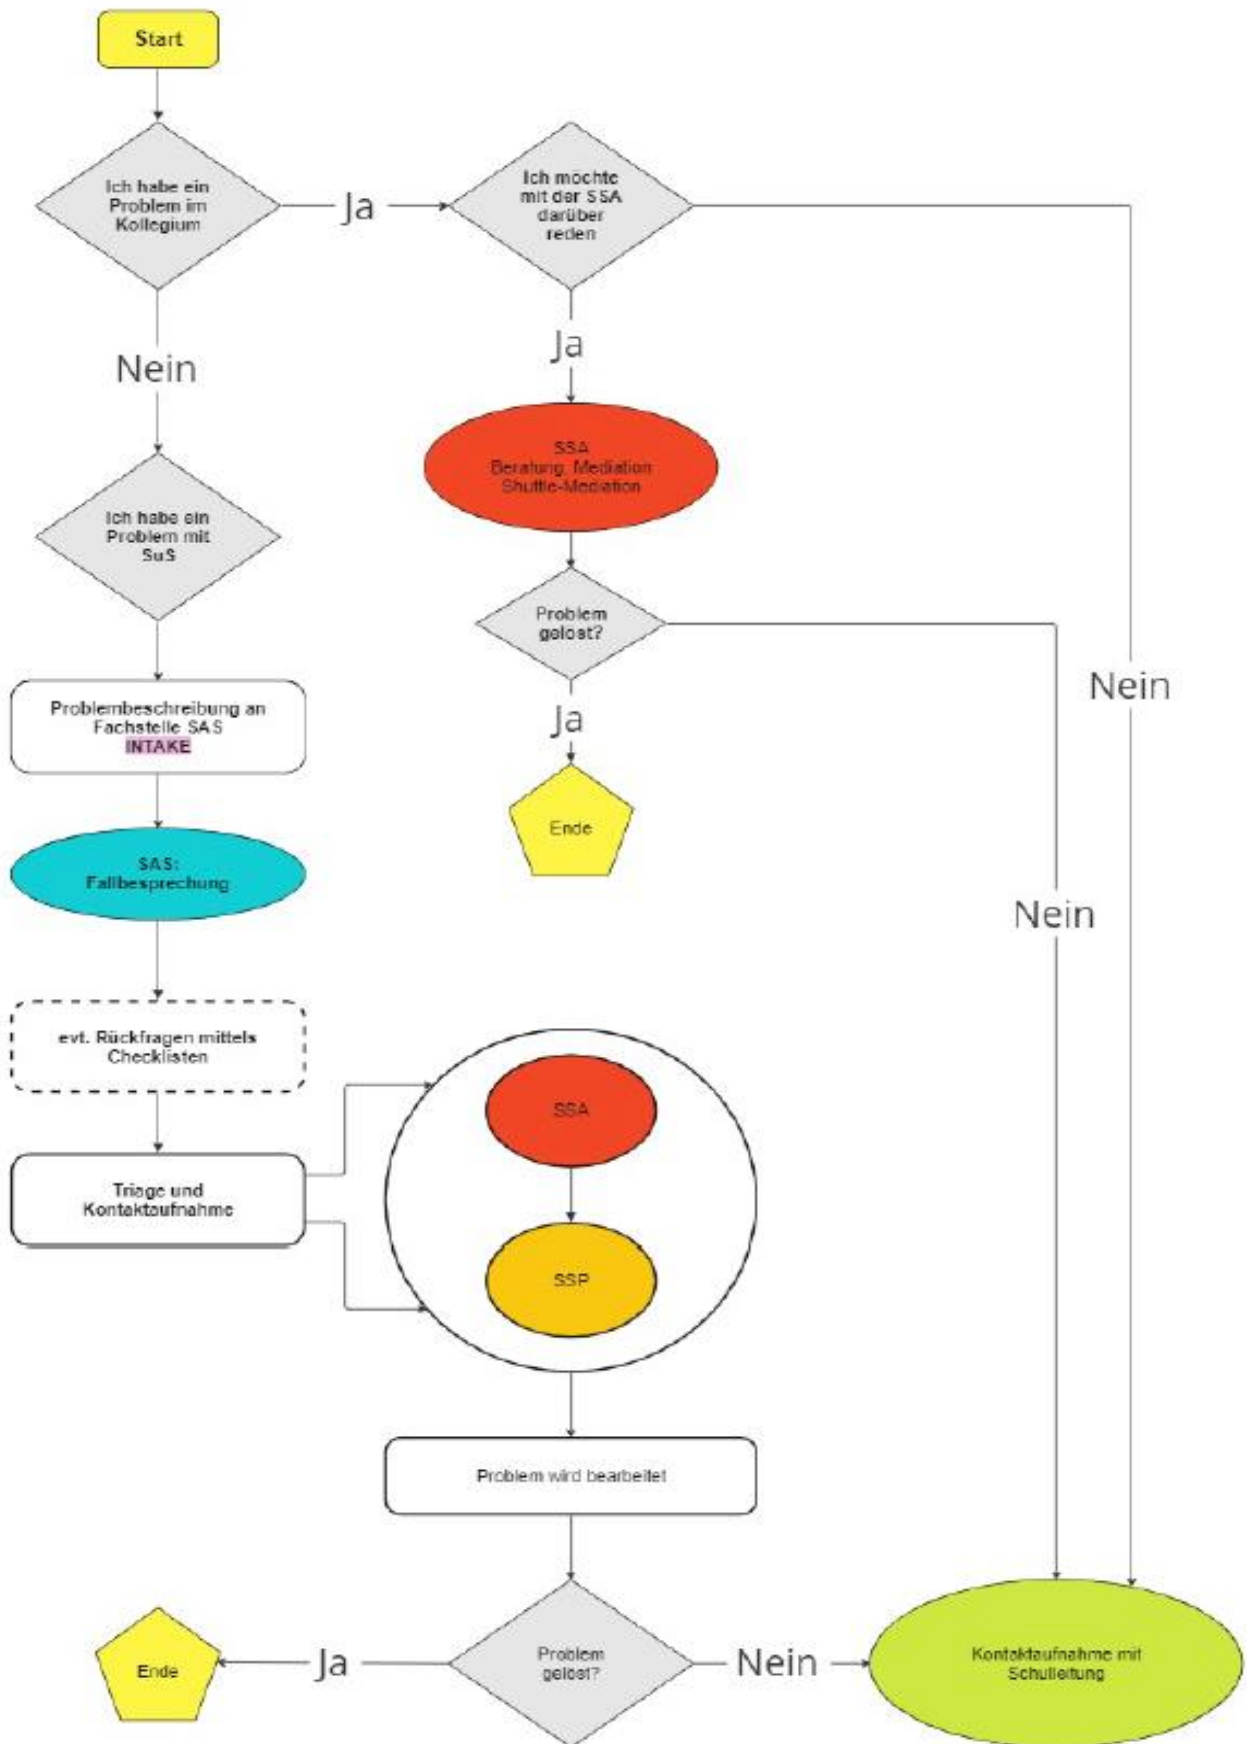 Start
Ich habe ein
Problem im
Kollegium
Ja
Ich möchte
mit der SSA
darüber
reden
Nein
Ja
SSA
Beratung, Mediation
Shuttle-Mediation
Ich habe ein
Problem mit
SuS
Problem
gelöst?
Nein
Problembeschreibung an
Fachstelle SAS
INTAKE
Ja
Ende
SAS:
Fallbesprechung
Nein
evt. Rückfragen mittels
Checklisten
SSA
Triage und
Kontaktaufnahme
SSP
Problem wird bearbeitet
Ende
Ja
Problem
gelöst?
Nein
Kontaktaufnahme mit
Schulleitung